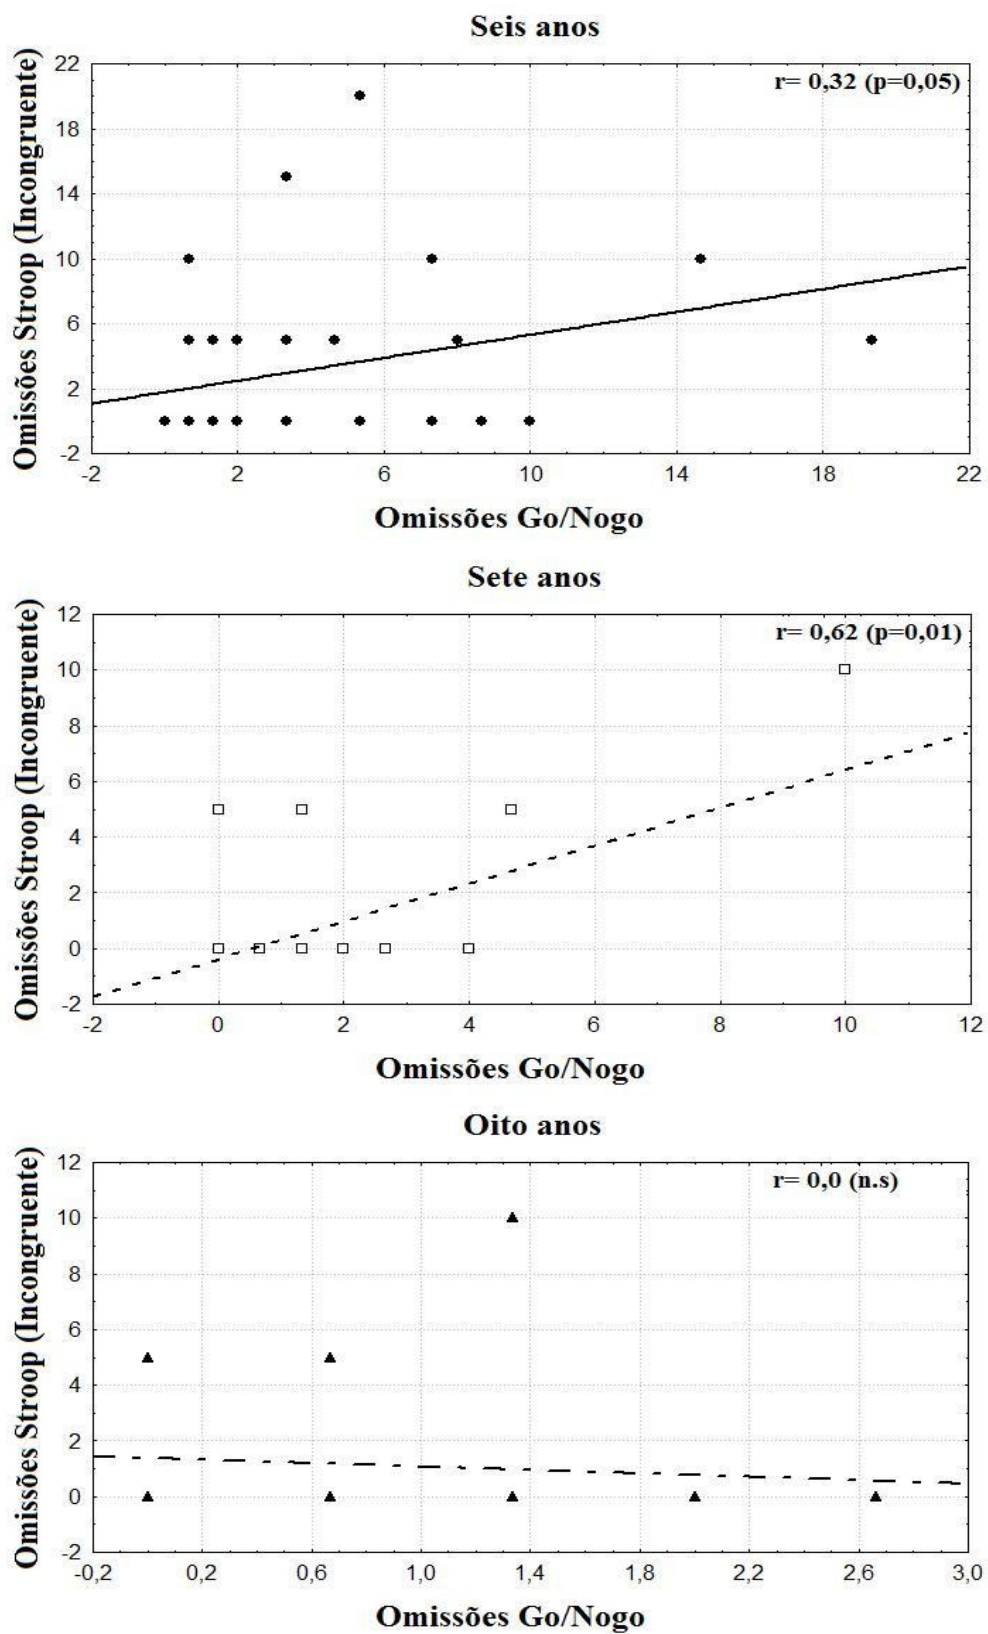 Seis anos
r= 0,32 (p=0,05)
Omissões Stroop (Incongruente)
22
18
14
10
6
2
-2
-2 2 6 10 14 18 22
Omissões Go/Nogo
Sete anos
r= 0,62 (p=0,01)
Omissões Stroop (Incongruente)
12
10
8
6
4
2
0
-2
-2 0 2 4 6 8 10 12
Omissões Go/Nogo
Oito anos
r= 0,0 (n.s)
Omissões Stroop (Incongruente)
12
10
8
6
4
2
0
-2
-0,2 0,2 0,6 1,0 1,4 1,8 2,2 2,6 3,0
Omissões Go/Nogo